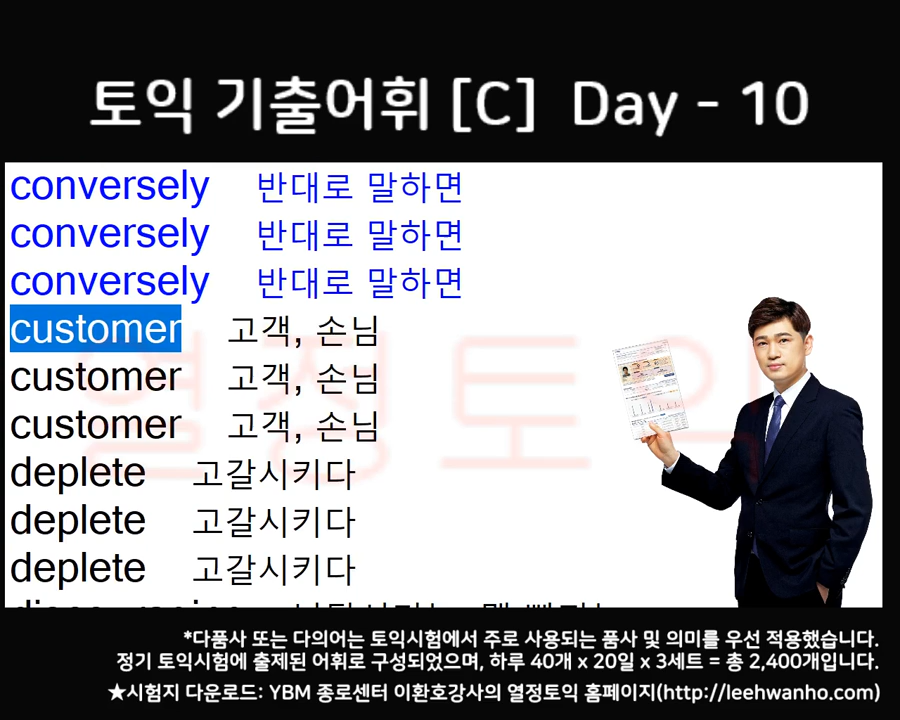 토익 기출어휘 [C] Day - 10
conversely 반대로 말하면
conversely 반대로 말하면
conversely 반대로 말하면
customer 고객, 손님
customer 고객, 손님
customer 고객, 손님
deplete 고갈시키다
deplete 고갈시키다
deplete 고갈시키다
열정토익
*다품사 또는 다의어는 토익시험에서 주로 사용되는 품사 및 의미를 우선 적용했습니다.
정기 토익시험에 출제된 어휘로 구성되었으며, 하루 40개 x 20일 x 3세트 = 총 2,400개입니다.
★시험지 다운로드: YBM 종로센터 이환호강사의 열정토익 홈페이지(http://leehwanho.com)